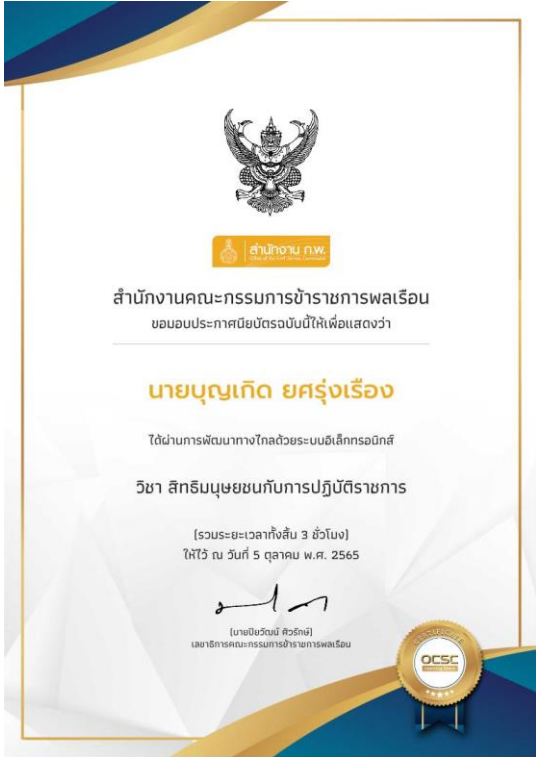 สำนักงาน ก.พ.
Office of the Civil Service Commission
สำนักงานคณะกรรมการข้าราชการพลเรือน
ขอมอบประกาศนียบัตรฉบับนี้ให้เพื่อแสดงว่า
นายบุญเกิด ยศรุ่งเรือง
ได้ผ่านการพัฒนาทางไกลด้วยระบบอิเล็กทรอนิกส์
วิชา สิทธิมนุษยชนกับการปฏิบัติราชการ
(รวมระยะเวลาทั้งสิ้น 3 ชั่วโมง)
ให้ไว้ ณ วันที่ 5 ตุลาคม พ.ศ. 2565
(นายปิยวัฒน์ ศิวรักษ์)
เลขาธิการคณะกรรมการข้าราชการพลเรือน
CERTIFICATE
OCSC